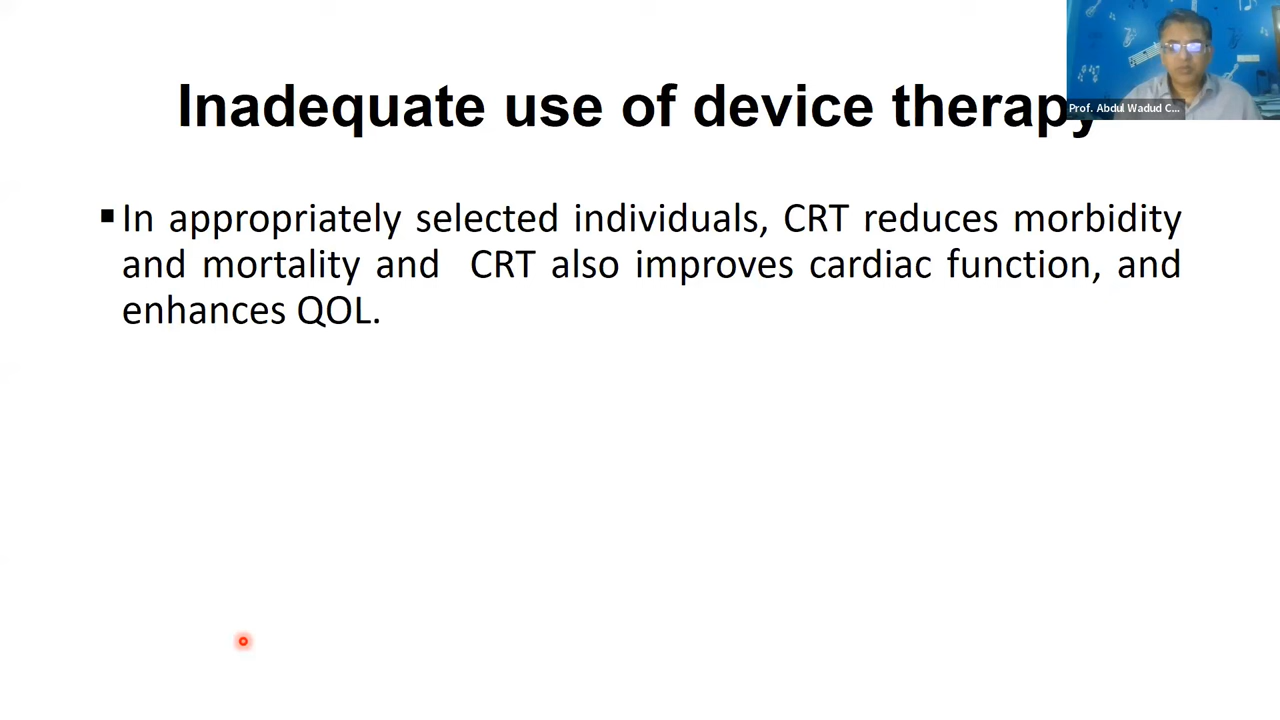 Inadequate use of device therapy
Prof. Abdul Wadud C...
▪In appropriately selected individuals, CRT reduces morbidity
and mortality and CRT also improves cardiac function, and
enhances QOL.